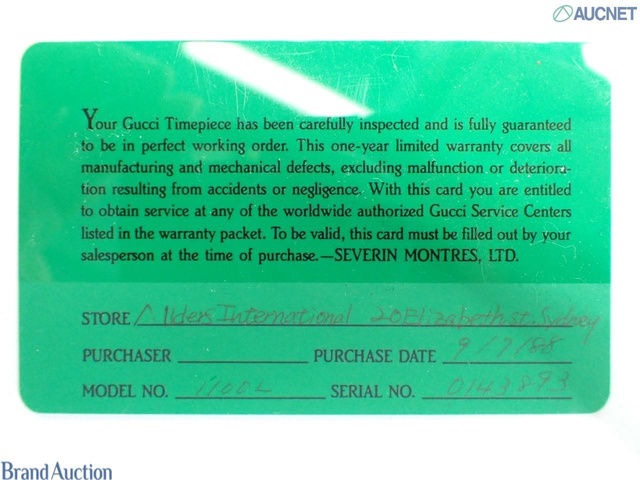 AUCNET
Your Gucci Timepiece has been carefully inspected and is fully guaranteed
to be in perfect working order. This one-year limited warranty covers all
manufacturing and mechanical defects, excluding malfunction or deteriora-
tion resulting from accidents or negligence. With this card you are entitled
to obtain service at any of the worldwide authorized Gucci Service Centers
listed in the warranty packet. To be valid, this card must be filled out by your
salesperson at the time of purchase.—SEVERIN MONTRES, LTD.
STORE International 20 Elizabeth st. Sydney
PURCHASER PURCHASE DATE 9/7/88
MODEL NO. 1100L SERIAL NO. 0143893
Brand Auction